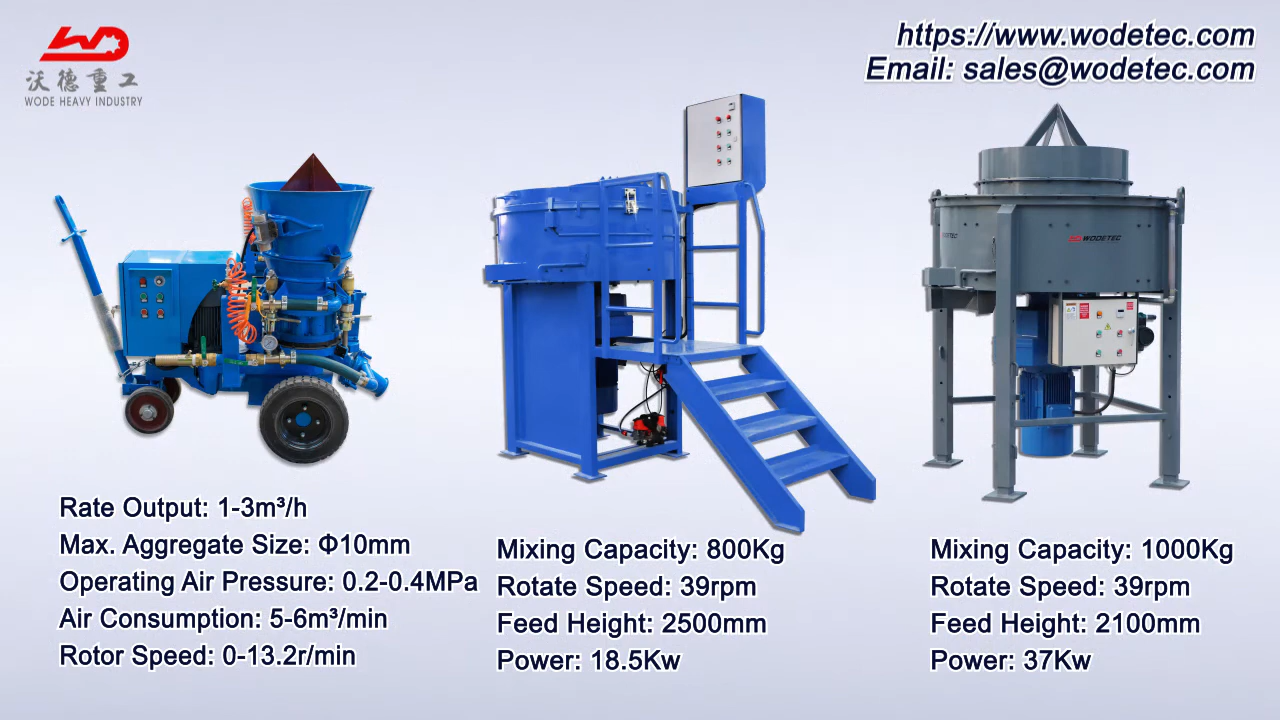 沃德重工
WODE HEAVY INDUSTRY
https://www.wodetec.com
Email: sales@wodetec.com
WODETEC
Rate Output: 1-3m³/h
Max. Aggregate Size: Φ10mm
Operating Air Pressure: 0.2-0.4MPa
Air Consumption: 5-6m³/min
Rotor Speed: 0-13.2r/min
Mixing Capacity: 800Kg
Rotate Speed: 39rpm
Feed Height: 2500mm
Power: 18.5Kw
Mixing Capacity: 1000Kg
Rotate Speed: 39rpm
Feed Height: 2100mm
Power: 37Kw